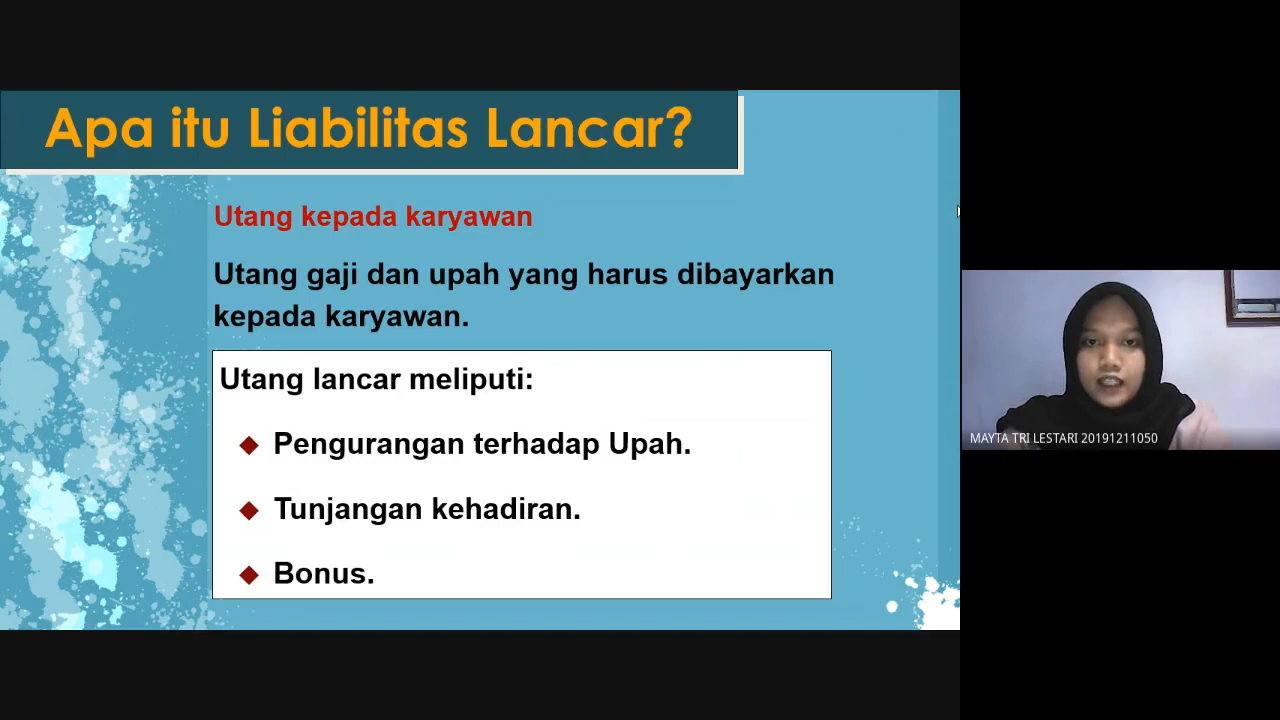 Apa itu Liabilitas Lancar?
Utang kepada karyawan
Utang gaji dan upah yang harus dibayarkan
kepada karyawan.
Utang lancar meliputi:
Pengurangan terhadap Upah.
Tunjangan kehadiran.
Bonus.
MAYTA TRI LESTARI 20191211050